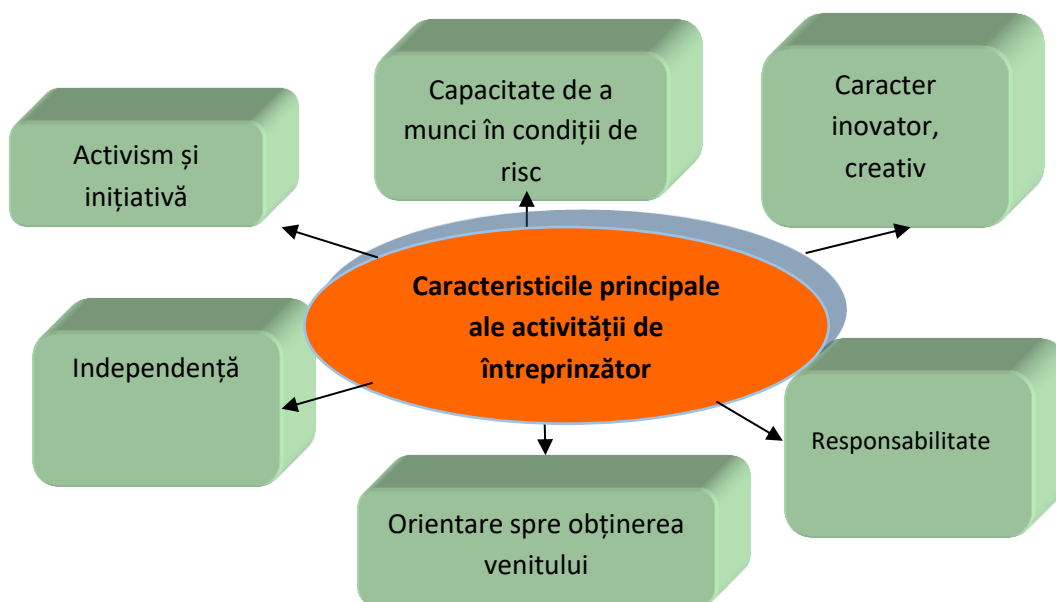 Capacitate de a
munci în condiții de
risc
Caracter
inovator,
creativ
Activism și
inițiativă
Caracteristicile principale
ale activității de
întreprinzător
Independență
Responsabilitate
Orientare spre obținerea
venitului